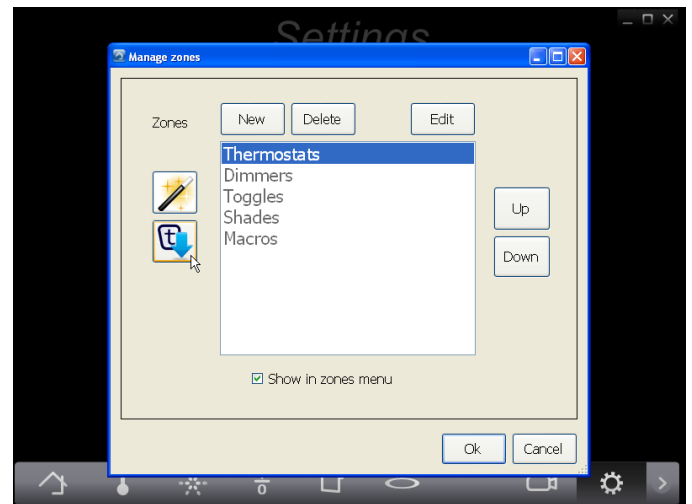 Settings
Manage zones
Zones
New
Delete
Edit
Thermostats
Dimmers
Toggles
Shades
Macros
t
Up
Down
Show in zones menu
Ok
Cancel
0